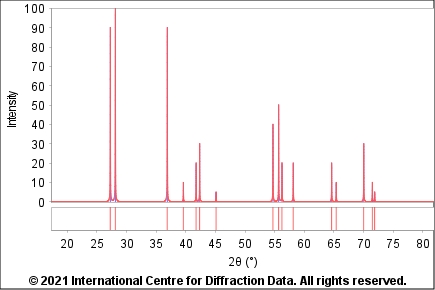 100
90
80
70
60
50
40
30
20
10
0
Intensity
20 27 30 35 40 45 50 55 60 65 70 75 80
2θ (°)
© 2021 International Centre for Diffraction Data. All rights reserved.